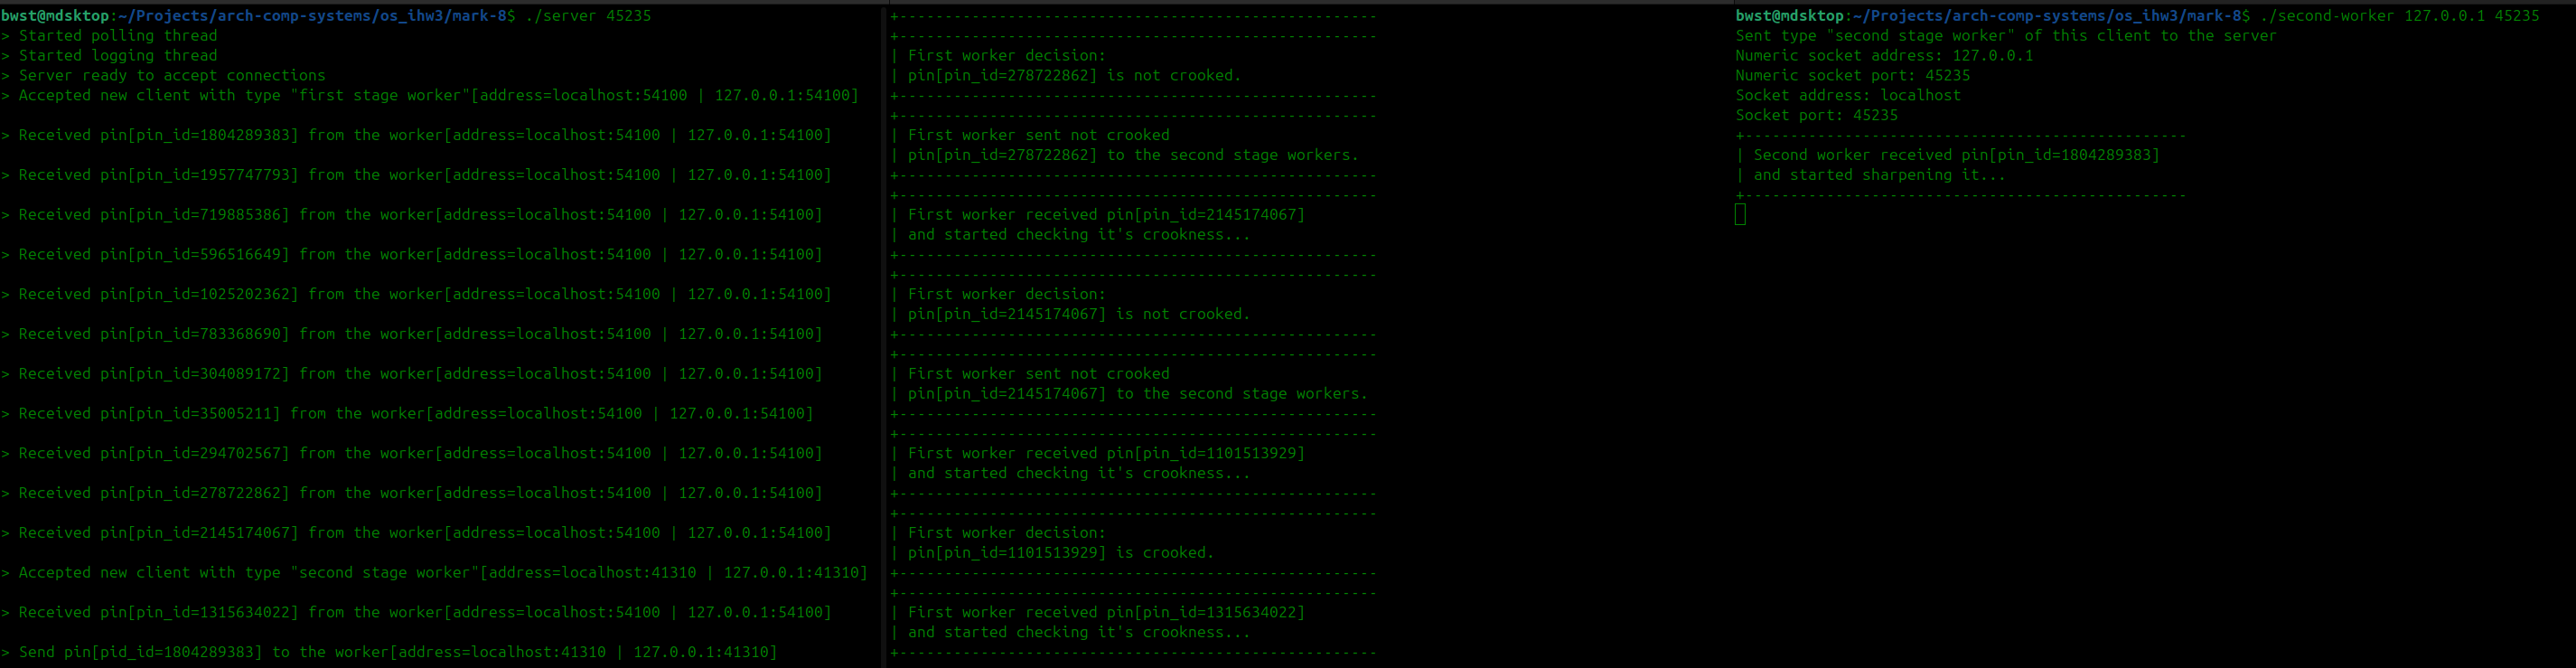 bwst@mdsktop:~/Projects/arch-comp-systems/os_ihw3/mark-8$ ./server 45235
> Started polling thread
> Started logging thread
> Server ready to accept connections
> Accepted new client with type "first stage worker"[address=localhost:54100 | 127.0.0.1:54100]
> Received pin[pin_id=1804289383] from the worker[address=localhost:54100 | 127.0.0.1:54100]
> Received pin[pin_id=1957747793] from the worker[address=localhost:54100 | 127.0.0.1:54100]
> Received pin[pin_id=719885386] from the worker[address=localhost:54100 | 127.0.0.1:54100]
> Received pin[pin_id=596516649] from the worker[address=localhost:54100 | 127.0.0.1:54100]
> Received pin[pin_id=1025202362] from the worker[address=localhost:54100 | 127.0.0.1:54100]
> Received pin[pin_id=783368690] from the worker[address=localhost:54100 | 127.0.0.1:54100]
> Received pin[pin_id=304089172] from the worker[address=localhost:54100 | 127.0.0.1:54100]
> Received pin[pin_id=35005211] from the worker[address=localhost:54100 | 127.0.0.1:54100]
> Received pin[pin_id=294702567] from the worker[address=localhost:54100 | 127.0.0.1:54100]
> Received pin[pin_id=278722862] from the worker[address=localhost:54100 | 127.0.0.1:54100]
> Received pin[pin_id=2145174067] from the worker[address=localhost:54100 | 127.0.0.1:54100]
> Accepted new client with type "second stage worker"[address=localhost:41310 | 127.0.0.1:41310]
> Received pin[pin_id=1315634022] from the worker[address=localhost:54100 | 127.0.0.1:54100]
> Send pin[pid_id=1804289383] to the worker[address=localhost:41310 | 127.0.0.1:41310]
+-----------------------------------------------------
+-----------------------------------------------------
| First worker decision:
| pin[pin_id=278722862] is not crooked.
+-----------------------------------------------------
+-----------------------------------------------------
| First worker sent not crooked
| pin[pin_id=278722862] to the second stage workers.
+-----------------------------------------------------
+-----------------------------------------------------
| First worker received pin[pin_id=2145174067]
| and started checking it's crookness...
+-----------------------------------------------------
+-----------------------------------------------------
| First worker decision:
| pin[pin_id=2145174067] is not crooked.
+-----------------------------------------------------
+-----------------------------------------------------
| First worker sent not crooked
| pin[pin_id=2145174067] to the second stage workers.
+-----------------------------------------------------
+-----------------------------------------------------
| First worker received pin[pin_id=1101513929]
| and started checking it's crookness...
+-----------------------------------------------------
+-----------------------------------------------------
| First worker decision:
| pin[pin_id=1101513929] is crooked.
+-----------------------------------------------------
+-----------------------------------------------------
| First worker received pin[pin_id=1315634022]
| and started checking it's crookness...
+-----------------------------------------------------
bwst@mdsktop:~/Projects/arch-comp-systems/os_ihw3/mark-8$ ./second-worker 127.0.0.1 45235
Sent type "second stage worker" of this client to the server
Numeric socket address: 127.0.0.1
Numeric socket port: 45235
Socket address: localhost
Socket port: 45235
+-------------------------------------------------
| Second worker received pin[pin_id=1804289383]
| and started sharpening it...
+-------------------------------------------------